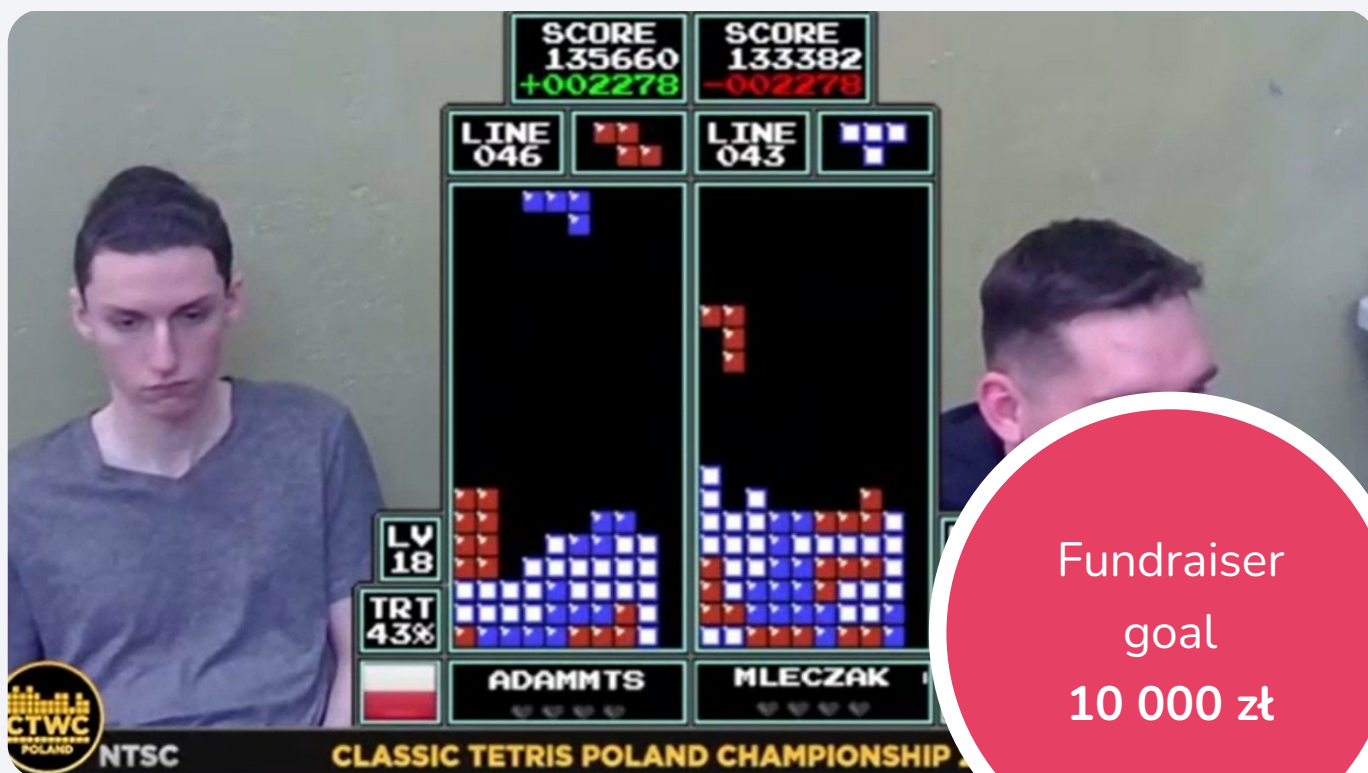 SCORE
135660
+002278
SCORE
133382
-002278
LINE
046
LINE
043
LV
18
TRT
43%
ADAMMTS
MLECZAK
CTWC
POLAND
NTSC
CLASSIC TETRIS POLAND CHAMPIONSHIP
Fundraiser
goal
10 000 zł